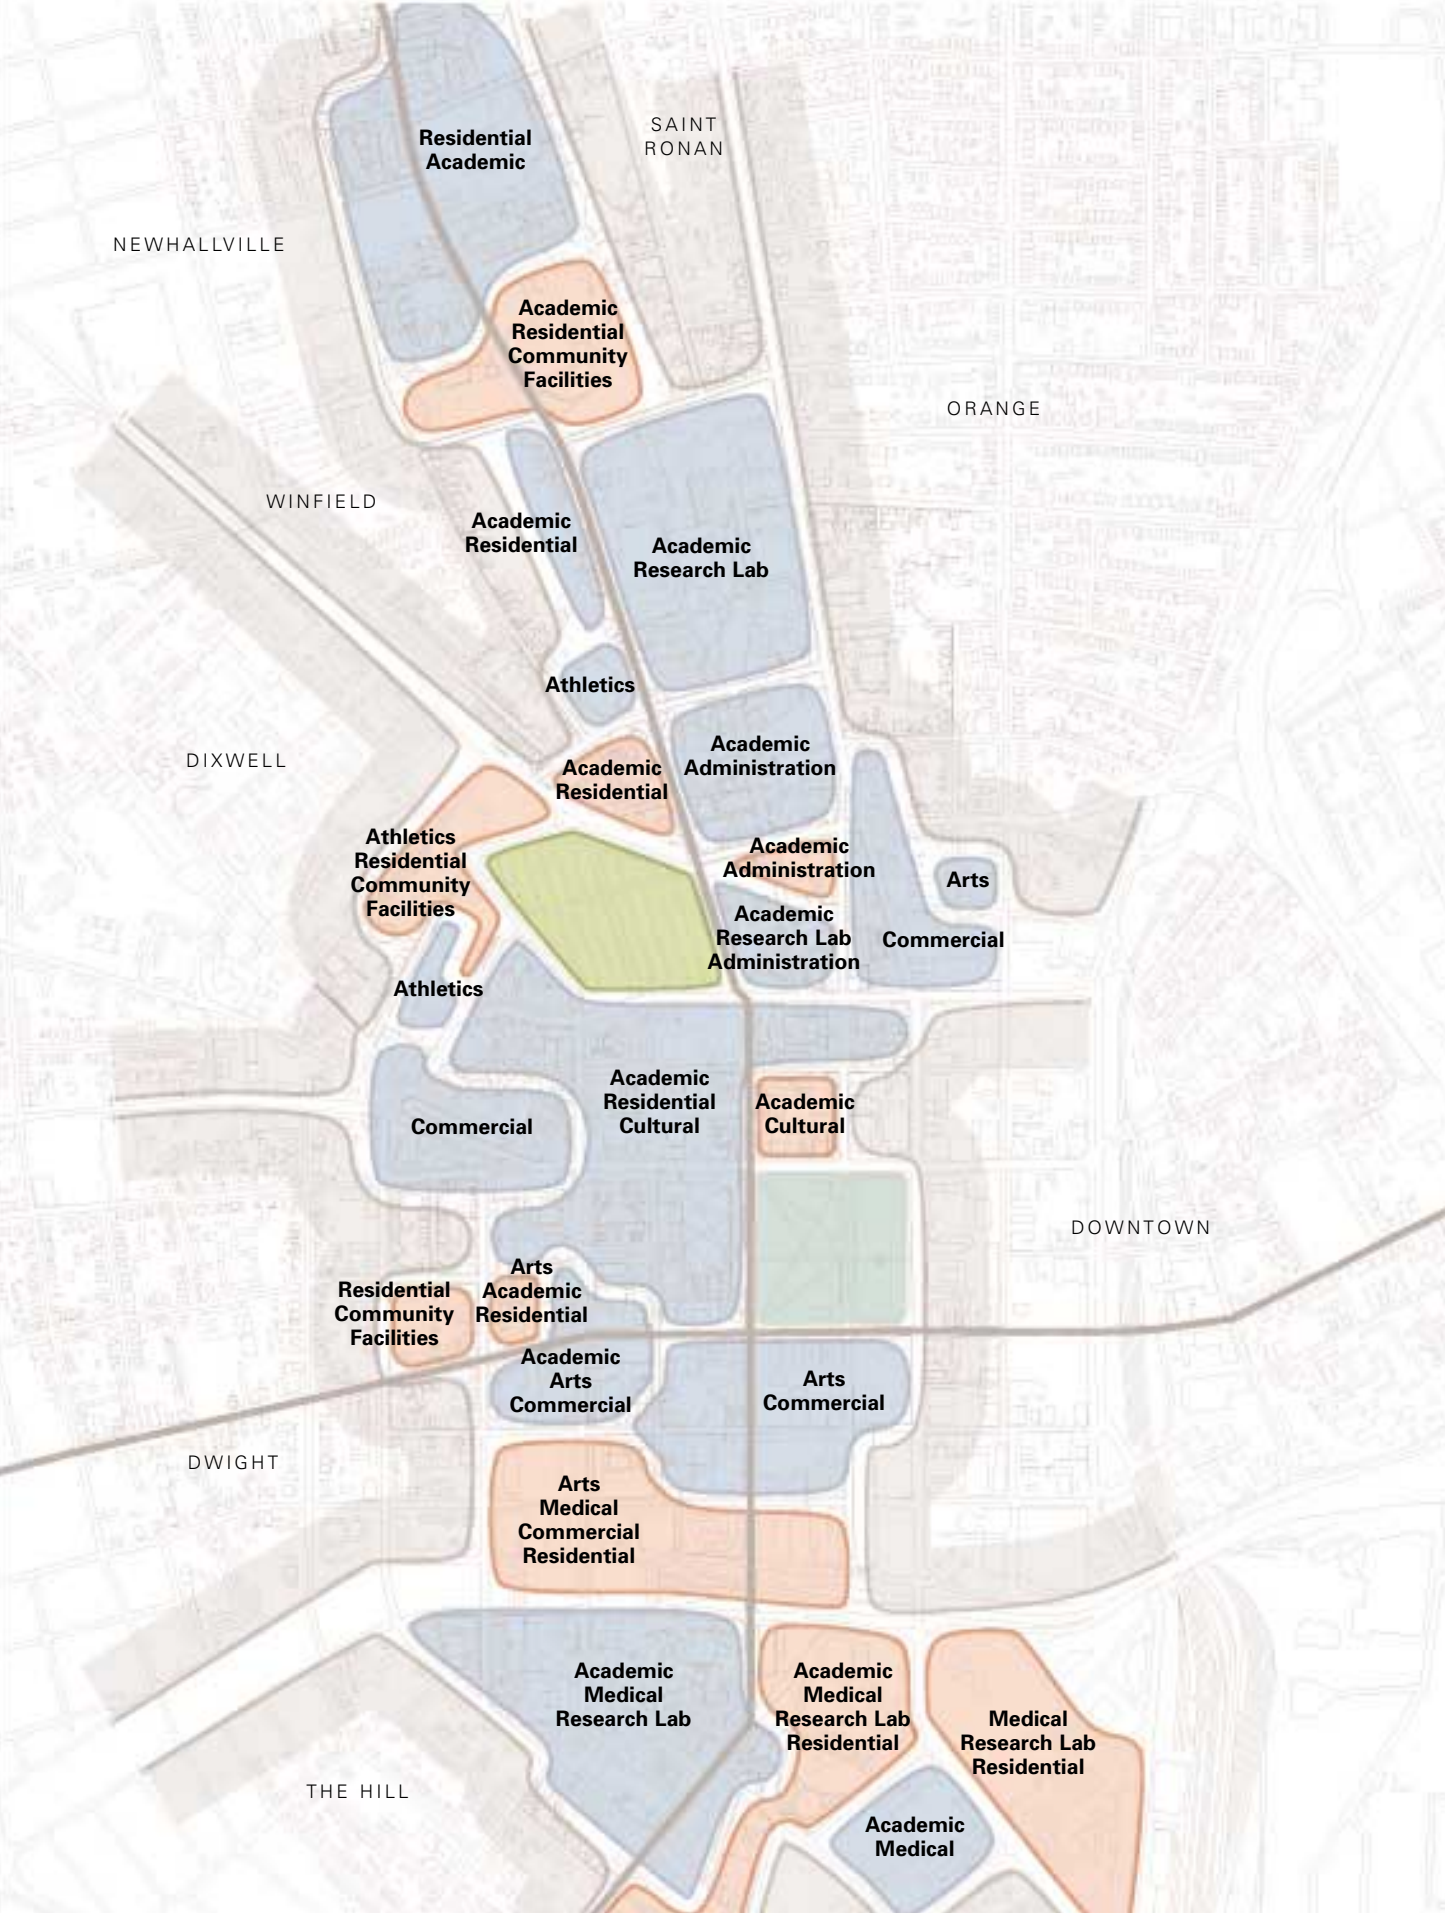 SAINT
RONAN
Residential
Academic
NEWHALLVILLE
Academic
Residential
Community
Facilities
ORANGE
WINFIELD
Academic
Residential
Academic
Research Lab
Athletics
DIXWELL
Academic
Administration
Academic
Residential
Athletics
Residential
Community
Facilities
Academic
Administration
Arts
Academic
Research Lab
Administration
Commercial
Athletics
Academic
Residential
Cultural
Academic
Cultural
Commercial
DOWNTOWN
Arts
Academic
Residential
Residential
Community
Facilities
Academic
Arts
Commercial
Arts
Commercial
DWIGHT
Arts
Medical
Commercial
Residential
Academic
Medical
Research Lab
Academic
Medical
Research Lab
Residential
Medical
Research Lab
Residential
THE HILL
Academic
Medical